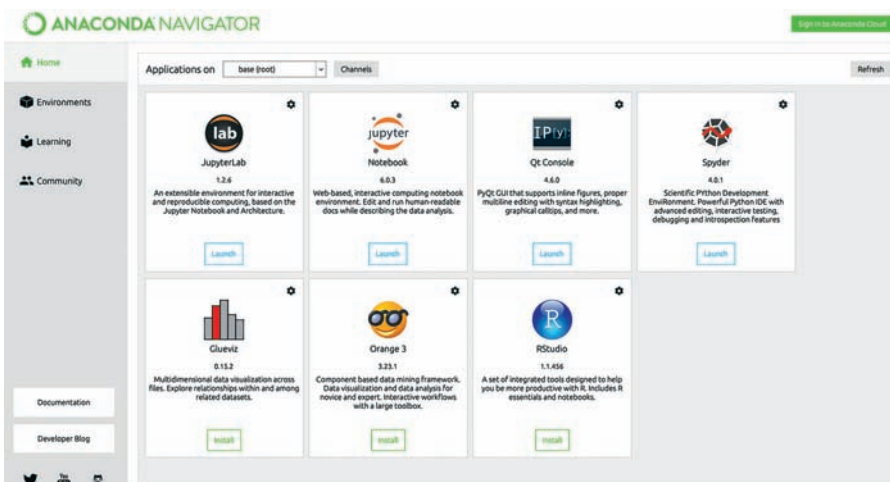 ANACONDA NAVIGATOR
Sign in to Anaconda Cloud
Home
Environments
Learning
Community
Documentation
Developer Blog
You
Applications on
base (root)
Channels
Refresh
lab
JupyterLab
1.2.6
An extensible environment for interactive
and reproducible computing, based on the
Jupyter Notebook and Architecture.
Launch
jupyter
Notebook
6.0.3
Web-based, interactive computing notebook
environment. Edit and run human-readable
docs while describing the data analysis.
Launch
IP[y]:
Qt Console
4.6.0
PyQt GUI that supports inline figures, proper
multiline editing with syntax highlighting,
graphical calltips, and more.
Launch
Spyder
4.0.1
Scientific PYthon Development
EnviRonment. Powerful Python IDE with
advanced editing, interactive testing,
debugging and introspection features
Launch
Glueviz
0.15.2
Multidimensional data visualization across
files. Explore relationships within and among
related datasets.
Install
Orange 3
3.23.1
Component based data mining framework.
Data visualization and data analysis for
novice and expert. Interactive workflows
with a large toolbox.
Install
R
RStudio
1.1.456
A set of integrated tools designed to help
you be more productive with R. Includes R
essentials and notebooks.
Install